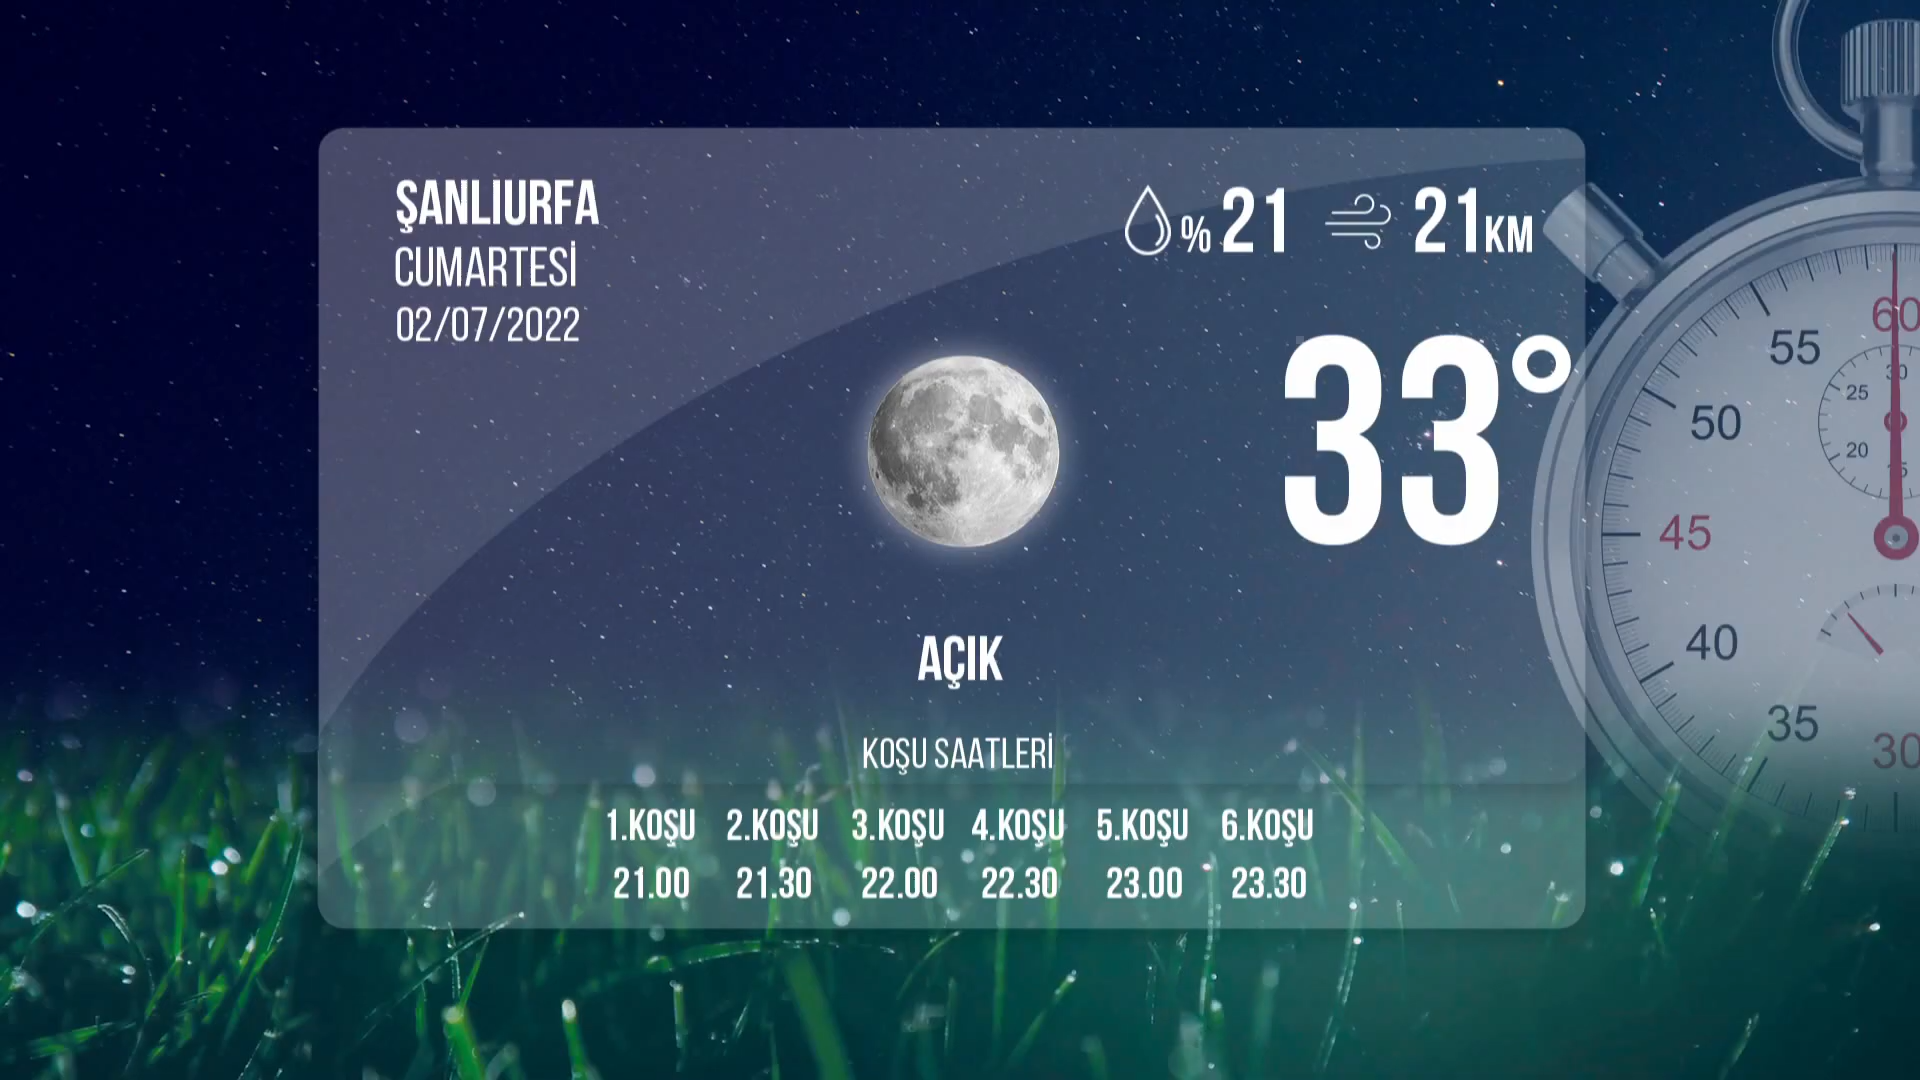 ŞANLIURFA
CUMARTESİ
02/07/2022
%21 21KM
33°
AÇIK
KOŞU SAATLERİ
1.KOŞU 2.KOŞU 3.KOŞU 4.KOŞU 5.KOŞU 6.KOŞU
21.00 21.30 22.00 22.30 23.00 23.30
60
55
50
45
40
35
30
30
25
20